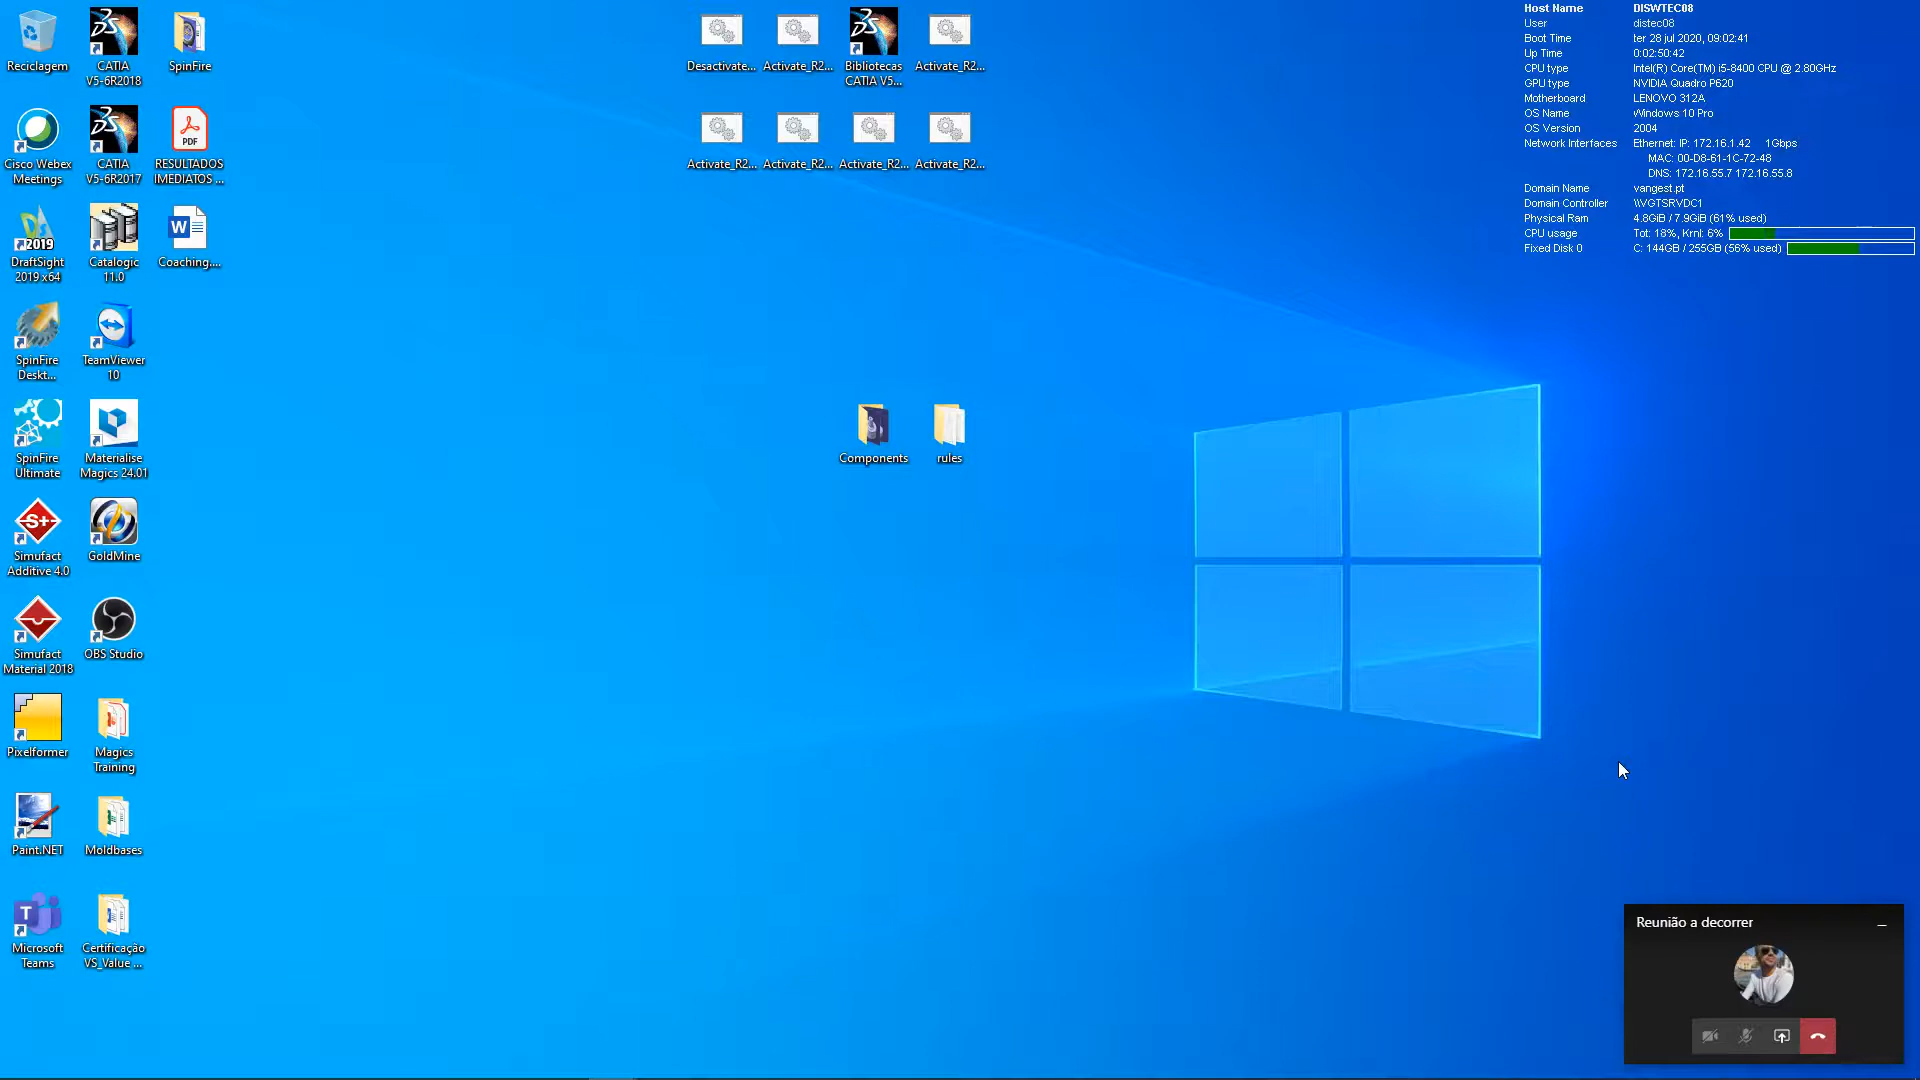 Reciclagem
CATIA
V5-6R2018
SpinFire
Cisco Webex
Meetings
CATIA
V5-6R2017
PDF
RESULTADOS
IMEDIATOS ...
2019
DraftSight
2019 x64
Catalogic
11.0
W
Coaching....
SpinFire
Deskt...
TeamViewer
10
SpinFire
Ultimate
Materialise
Magics 24.01
S+
Simufact
Additive 4.0
GoldMine
Simufact
Material 2018
OBS Studio
Pixelformer
Magics
Training
Paint.NET
Moldbases
T
Microsoft
Teams
Certificação
VS_Value ...
Desactivate...
Activate_R2...
Bibliotecas
CATIA V5...
Activate_R2...
Activate_R2...
Activate_R2...
Activate_R2...
Activate_R2...
Components
rules
Host Name DISWTEC08
User distec08
Boot Time ter 28 jul 2020, 09:02:41
Up Time 0:02:50:42
CPU type Intel(R) Core(TM) i5-8400 CPU @ 2.80GHz
GPU type NVIDIA Quadro P620
Motherboard LENOVO 312A
OS Name Windows 10 Pro
OS Version 2004
Network Interfaces Ethernet: IP: 172.16.1.42 1Gbps
MAC: 00-D8-61-1C-72-48
DNS: 172.16.55.7 172.16.55.8
Domain Name vangest.pt
Domain Controller \\VGTSRVDC1
Physical Ram 4.8GiB / 7.9GiB (61% used)
CPU usage Tot: 18%, Krnl: 6%
Fixed Disk 0 C: 144GB / 255GB (56% used)
Reunião a decorrer